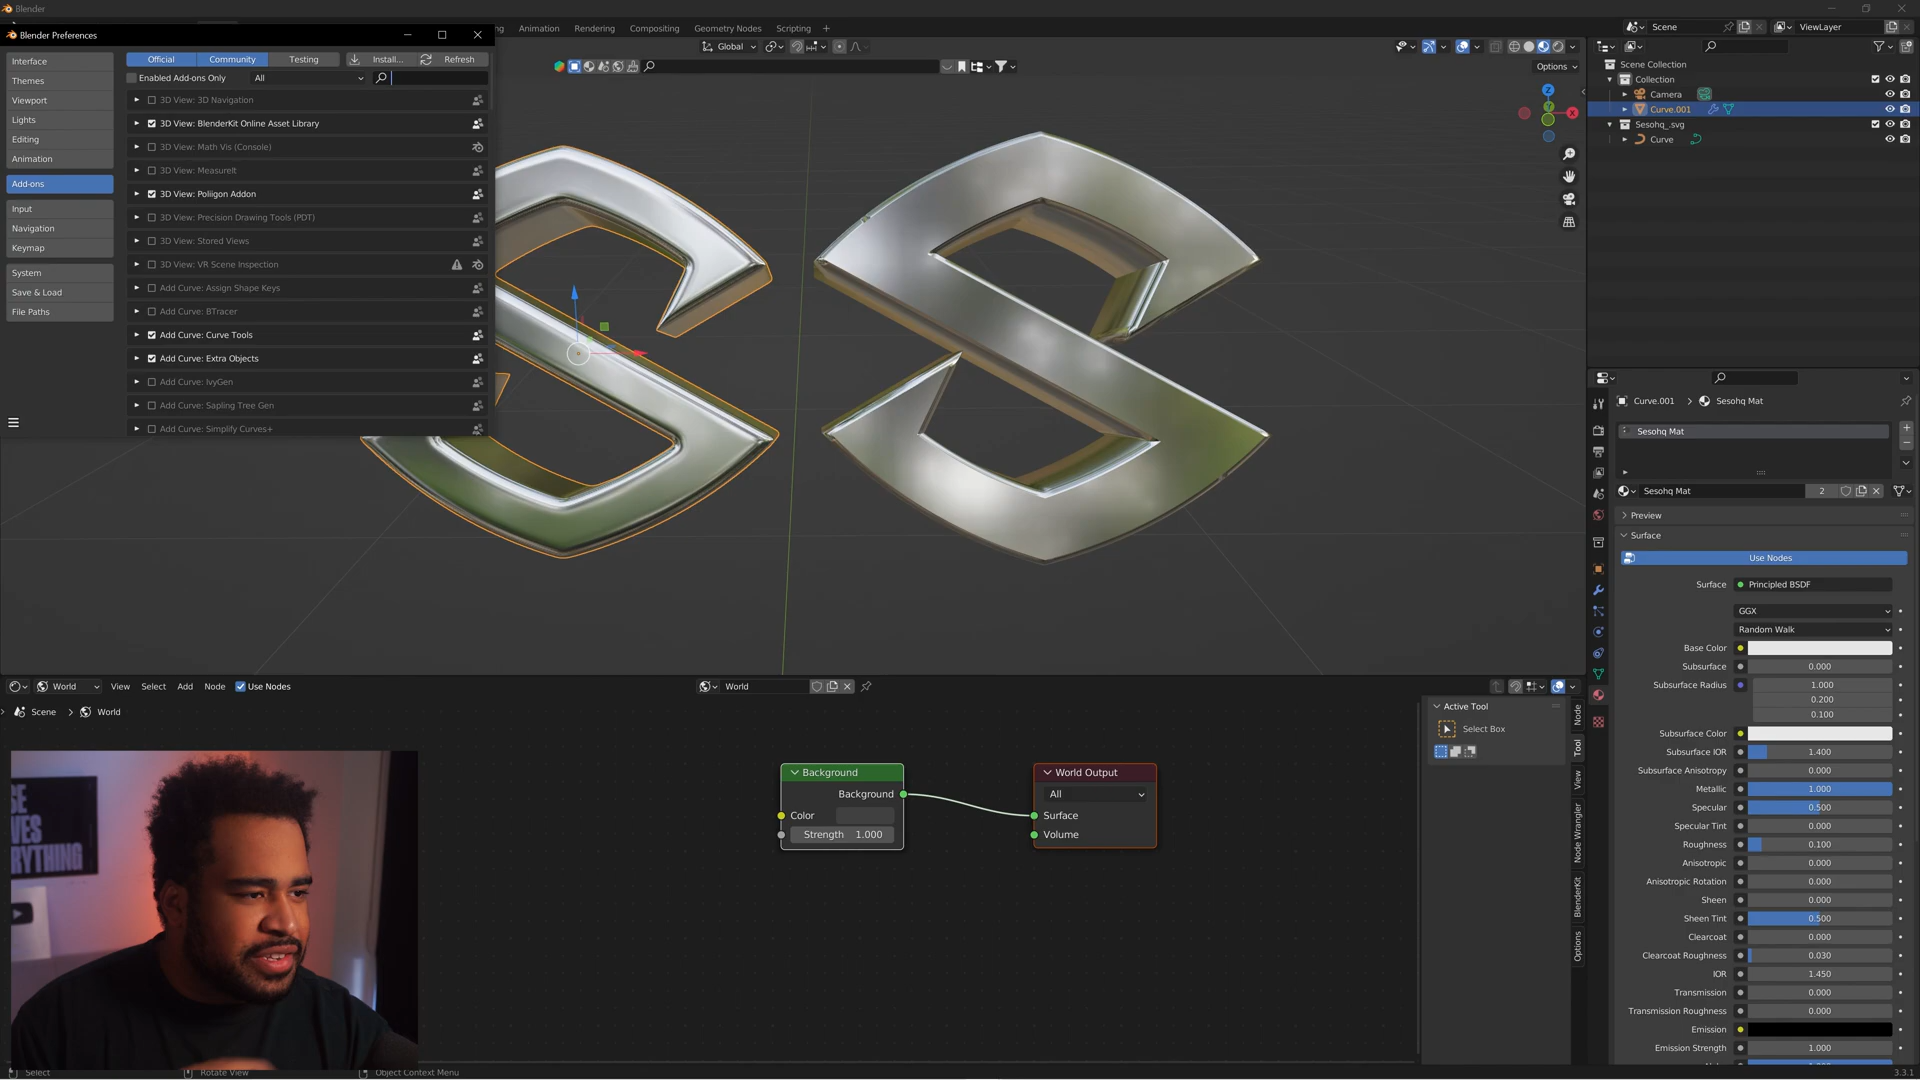 Blender
Blender Preferences
Animation
Rendering
Compositing
Geometry Nodes
Scripting
+
Scene
ViewLayer
Global
Options
Interface
Themes
Viewport
Lights
Editing
Animation
Add-ons
Input
Navigation
Keymap
System
Save & Load
File Paths
Official
Community
Testing
Install...
Refresh
Enabled Add-ons Only
All
3D View: 3D Navigation
3D View: BlenderKit Online Asset Library
3D View: Math Vis (Console)
3D View: MeasureIt
3D View: Poliigon Addon
3D View: Precision Drawing Tools (PDT)
3D View: Stored Views
3D View: VR Scene Inspection
Add Curve: Assign Shape Keys
Add Curve: BTracer
Add Curve: Curve Tools
Add Curve: Extra Objects
Add Curve: IvyGen
Add Curve: Sapling Tree Gen
Add Curve: Simplify Curves+
Z
Y
X
Scene Collection
Collection
Camera
Curve.001
Sesohq_.svg
Curve
Curve.001 > Sesohq Mat
Sesohq Mat
Sesohq Mat 2
Preview
Surface
Use Nodes
Surface Principled BSDF
GGX
Random Walk
Base Color
Subsurface 0.000
Subsurface Radius 1.000
0.200
0.100
Subsurface Color
Subsurface IOR 1.400
Subsurface Anisotropy 0.000
Metallic 1.000
Specular 0.500
Specular Tint 0.000
Roughness 0.100
Anisotropic 0.000
Anisotropic Rotation 0.000
Sheen 0.000
Sheen Tint 0.500
Clearcoat 0.000
Clearcoat Roughness 0.030
IOR 1.450
Transmission 0.000
Transmission Roughness 0.000
Emission
Emission Strength 1.000
World
View
Select
Add
Node
Use Nodes
World
Scene > World
Background
Background
Color
Strength 1.000
World Output
All
Surface
Volume
Active Tool
Select Box
Node
Tool
View
Node Wrangler
BlenderKit
Options
Select
Rotate View
Object Context Menu
3.3.1